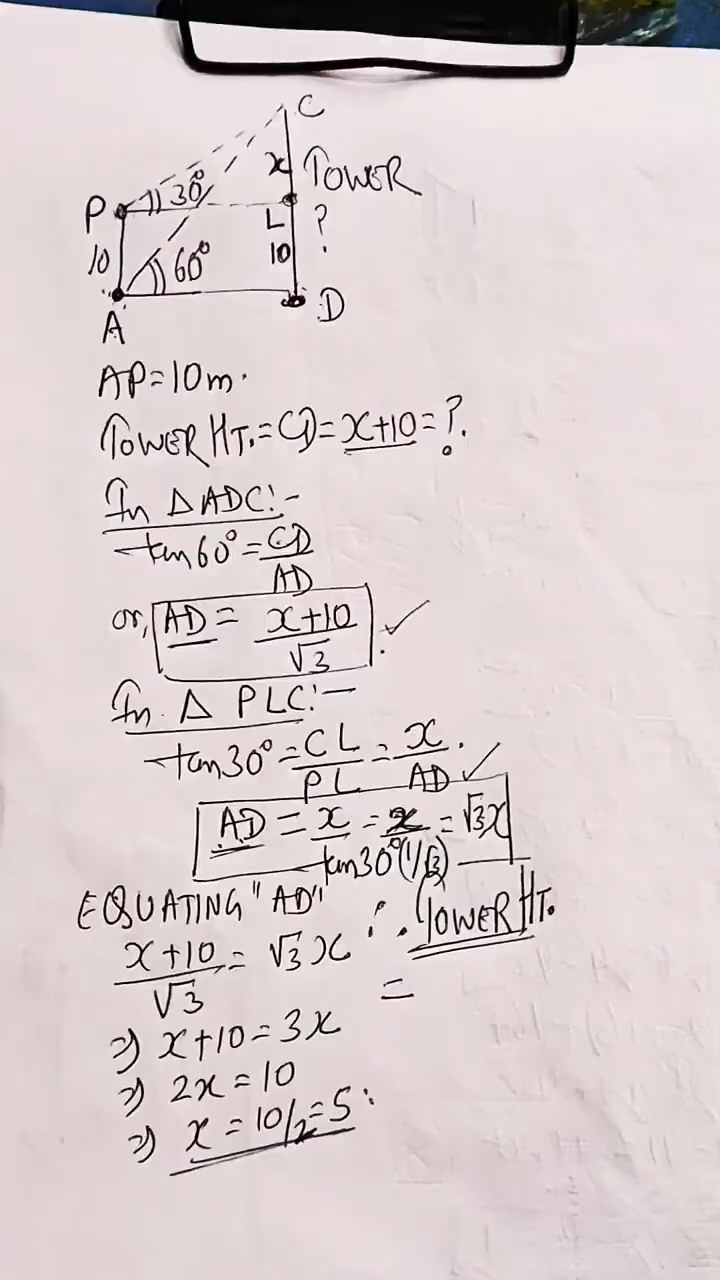 C
x TOWER
P 30° L ?
10 60° 10
A D
AP=10m.
TOWER HT.=CD=x+10=?.
In △ADC:-
tan60°=CD/AD
or, AD = x+10/√3 ✓
In △ PLC:-
tan30°=CL/PL=x/AD. ✓
AD = x/tan30° = x/(1/√3) = √3x
EQUATING "AD"
x+10/√3 = √3x ∴ TOWER HT.
=
⇒ x+10=3x
⇒ 2x=10
⇒ x=10/2=5